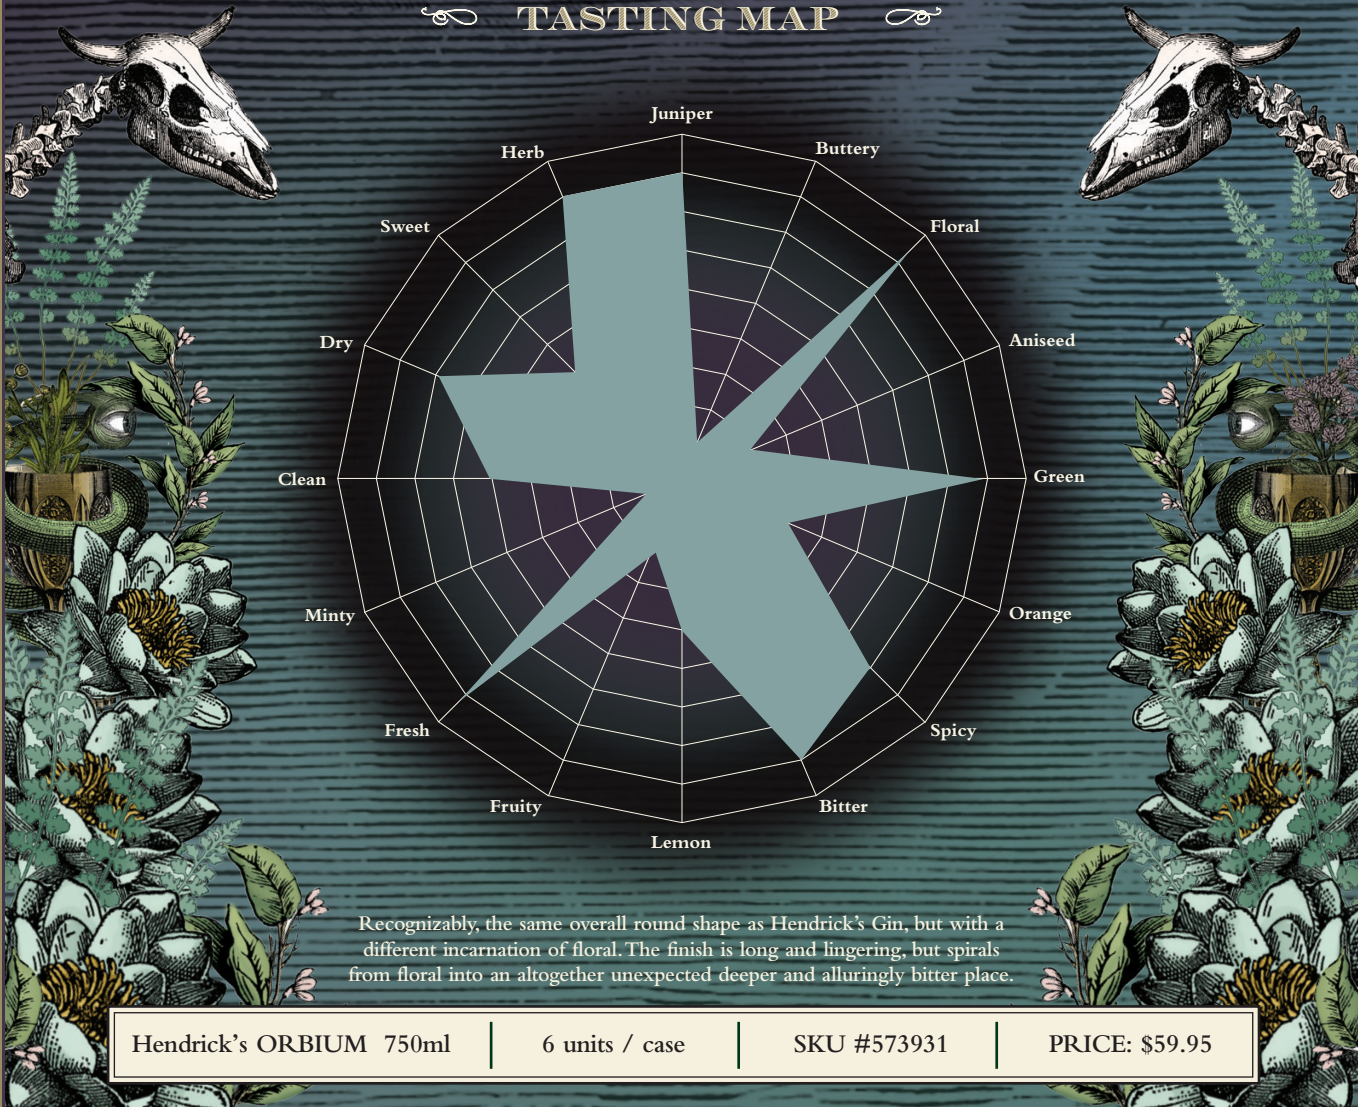 TASTING MAP
Juniper
Herb
Buttery
Sweet
Floral
Dry
Aniseed
Clean
Green
Minty
Orange
Fresh
Spicy
Fruity
Bitter
Lemon
Recognizably, the same overall round shape as Hendrick's Gin, but with a
different incarnation of floral. The finish is long and lingering, but spirals
from floral into an altogether unexpected deeper and alluringly bitter place.
Hendrick's ORBIUM 750ml
6 units / case
SKU #573931
PRICE: $59.95